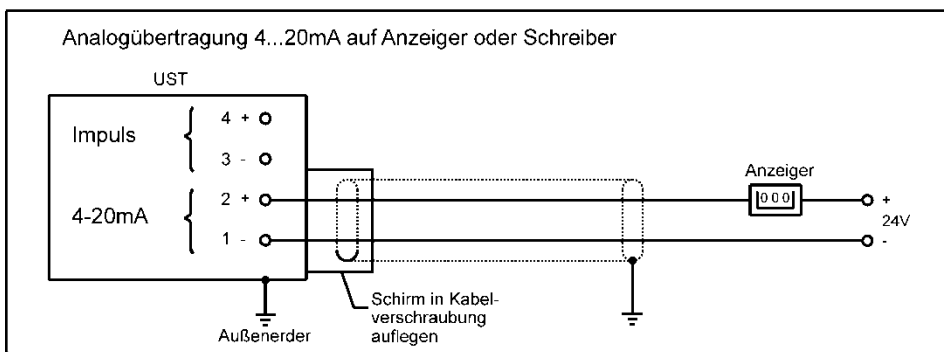 Analogübertragung 4...20mA auf Anzeiger oder Schreiber
UST
Impuls
4 +
3 -
4-20mA
2 +
1 -
Anzeiger
000
+
24V
-
Schirm in Kabel-
verschraubung
auflegen
Außenerder